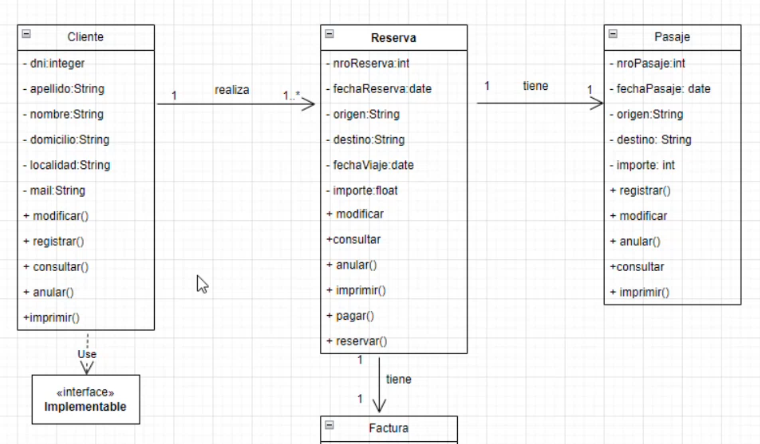 Cliente
- dni:integer
- apellido:String
- nombre:String
- domicilio:String
- localidad:String
- mail:String
+ modificar()
+ registrar()
+ consultar()
+ anular()
+imprimir()
Use
«interface»
Implementable
1
realiza
1..*
Reserva
- nroReserva:int
- fechaReserva:date
- origen:String
- destino:String
- fechaViaje:date
- importe:float
+ modificar
+consultar
+ anular()
+ imprimir()
+ pagar()
+ reservar()
1
tiene
1
Factura
1
tiene
1
Pasaje
- nroPasaje:int
- fechaPasaje: date
- origen:String
- destino: String
- importe: int
+ registrar()
+ modificar
+ anular()
+consultar
+ imprimir()